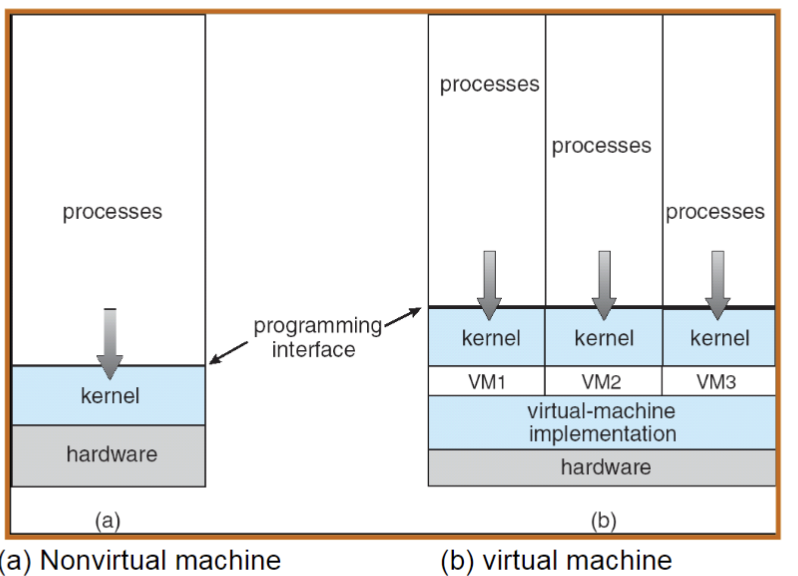 processes
kernel
hardware
(a)
programming
interface
processes
processes
processes
kernel kernel kernel
VM1 VM2 VM3
virtual-machine
implementation
hardware
(b)
(a) Nonvirtual machine
(b) virtual machine